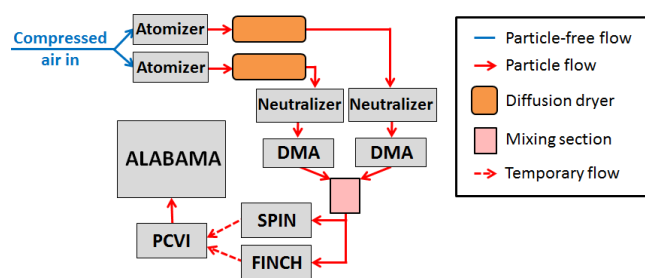 Compressed
air in
Atomizer
Atomizer
Neutralizer
Neutralizer
DMA
DMA
ALABAMA
SPIN
PCVI
FINCH
Particle-free flow
Particle flow
Diffusion dryer
Mixing section
Temporary flow